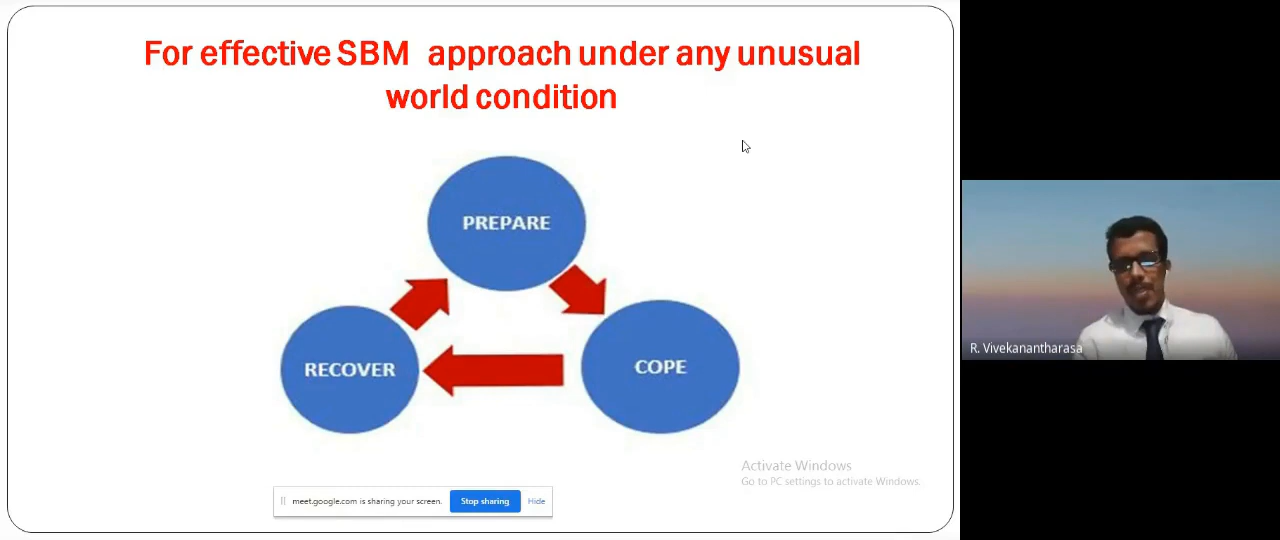 For effective SBM approach under any unusual
world condition
PREPARE
RECOVER
COPE
R. Vivekanantharasa
Activate Windows
Go to PC settings to activate Windows.
meet.google.com is sharing your screen. Stop sharing Hide